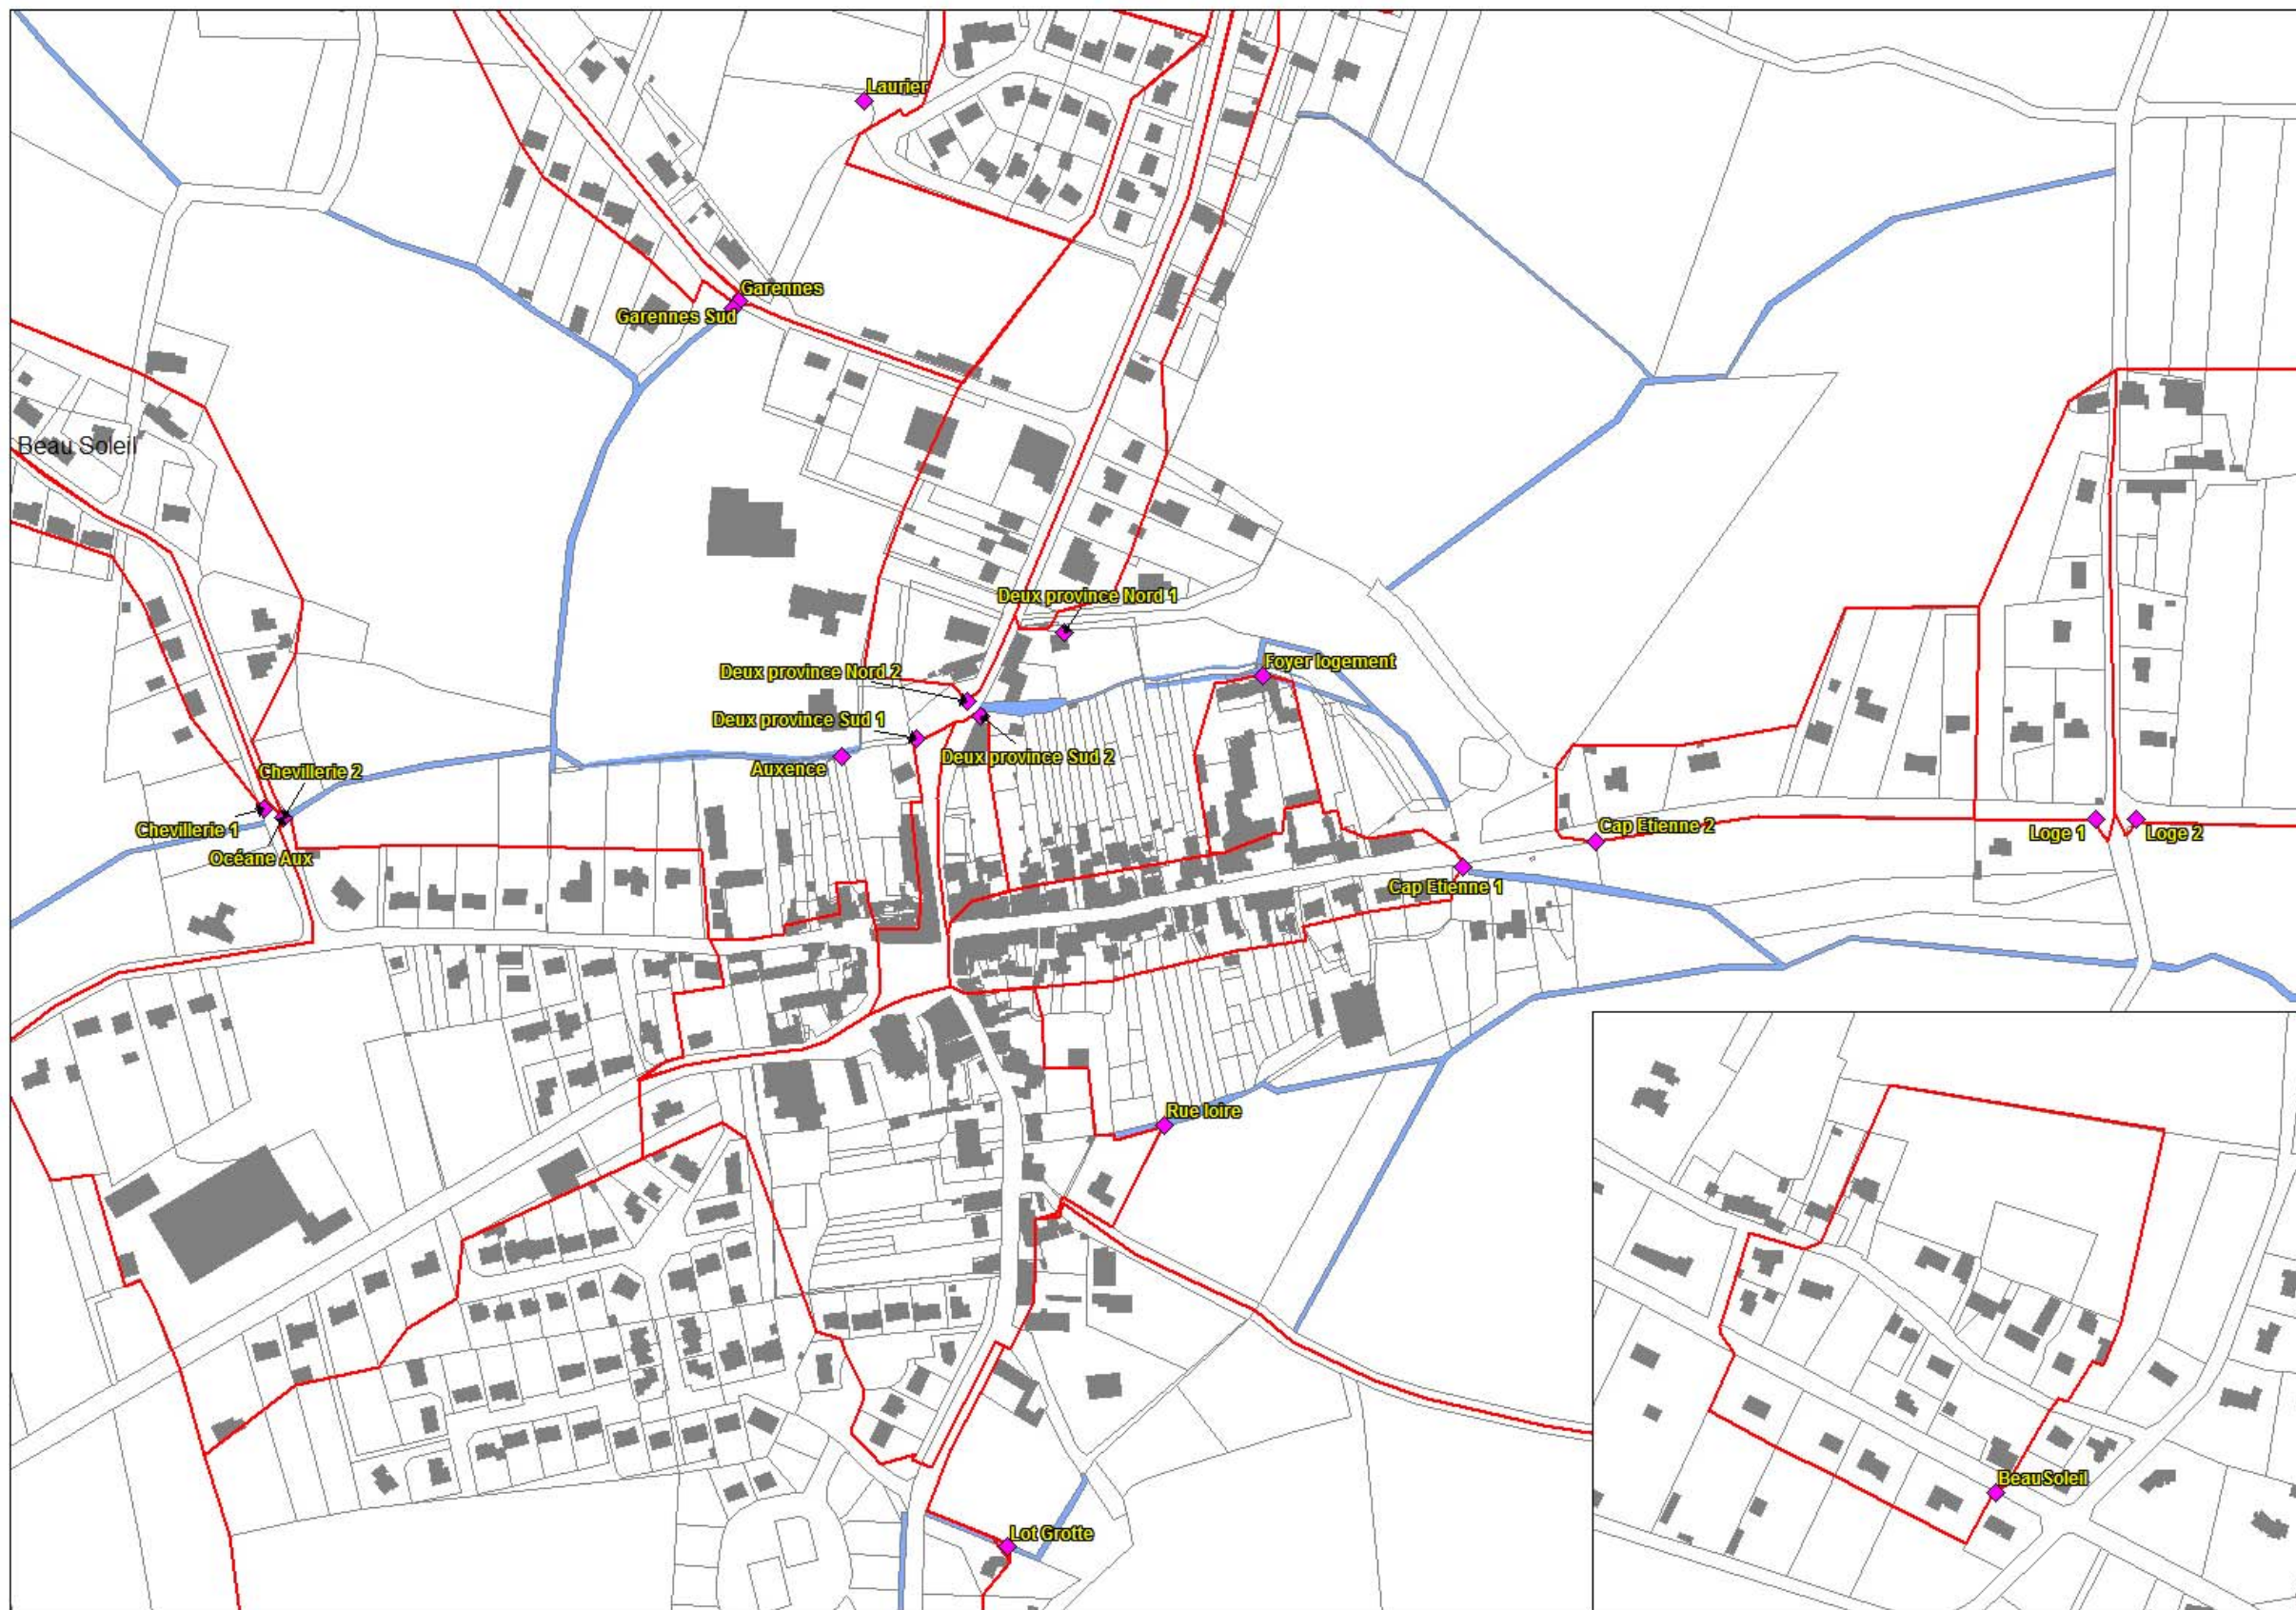 Laurier
Garennes
Garennes Sud
Beau Soleil
Deux province Nord 1
Foyer logement
Deux province Nord 2
Deux province Sud 1
Deux province Sud 2
Auxence
Chevillerie 2
Chevillerie 1
Océane Aux
Cap Etienne 2
Loge 1
Loge 2
Cap Etienne 1
Rue loire
Beau Soleil
Lot Grotte